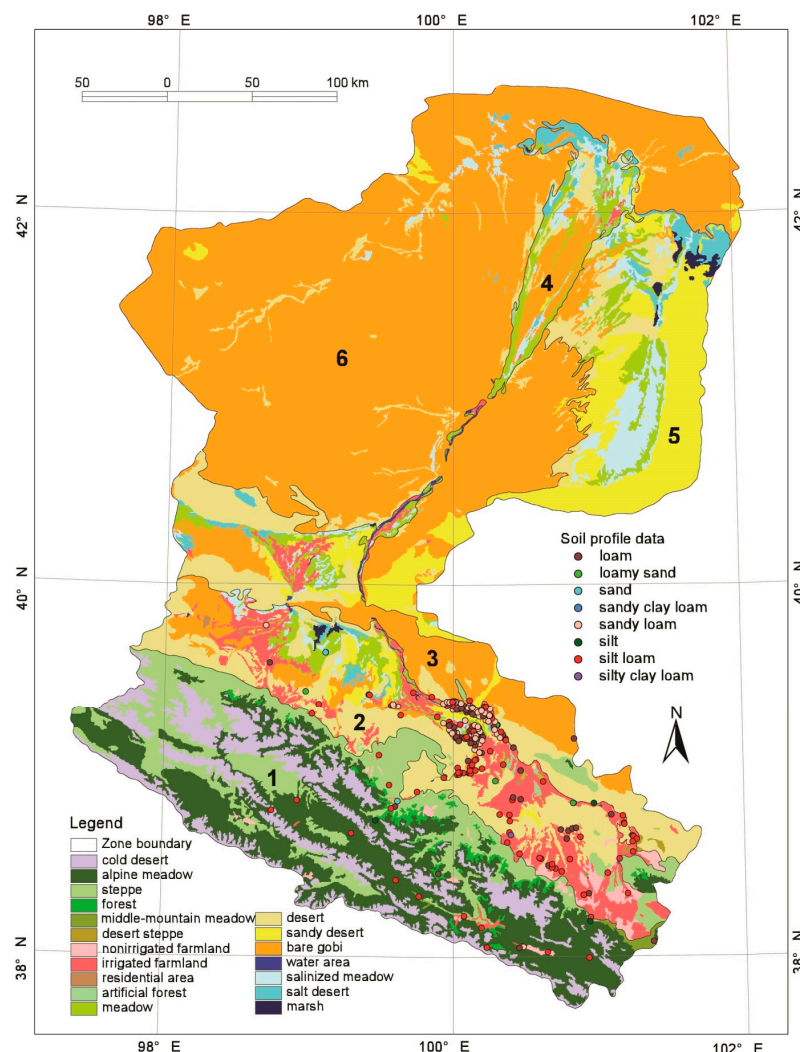 98° E 100° E 102° E
50 0 50 100 km
42° N 42° N
4
6
5
Soil profile data
loam
loamy sand
sand
sandy clay loam
sandy loam
silt
silt loam
silty clay loam
40° N 40° N
3
N
2
1
Legend
Zone boundary
cold desert
alpine meadow
steppe
forest
middle-mountain meadow
desert steppe
nonirrigated farmland
irrigated farmland
residential area
artificial forest
meadow
desert
sandy desert
bare gobi
water area
salinized meadow
salt desert
marsh
38° N 38° N
98° E 100° E 102° E